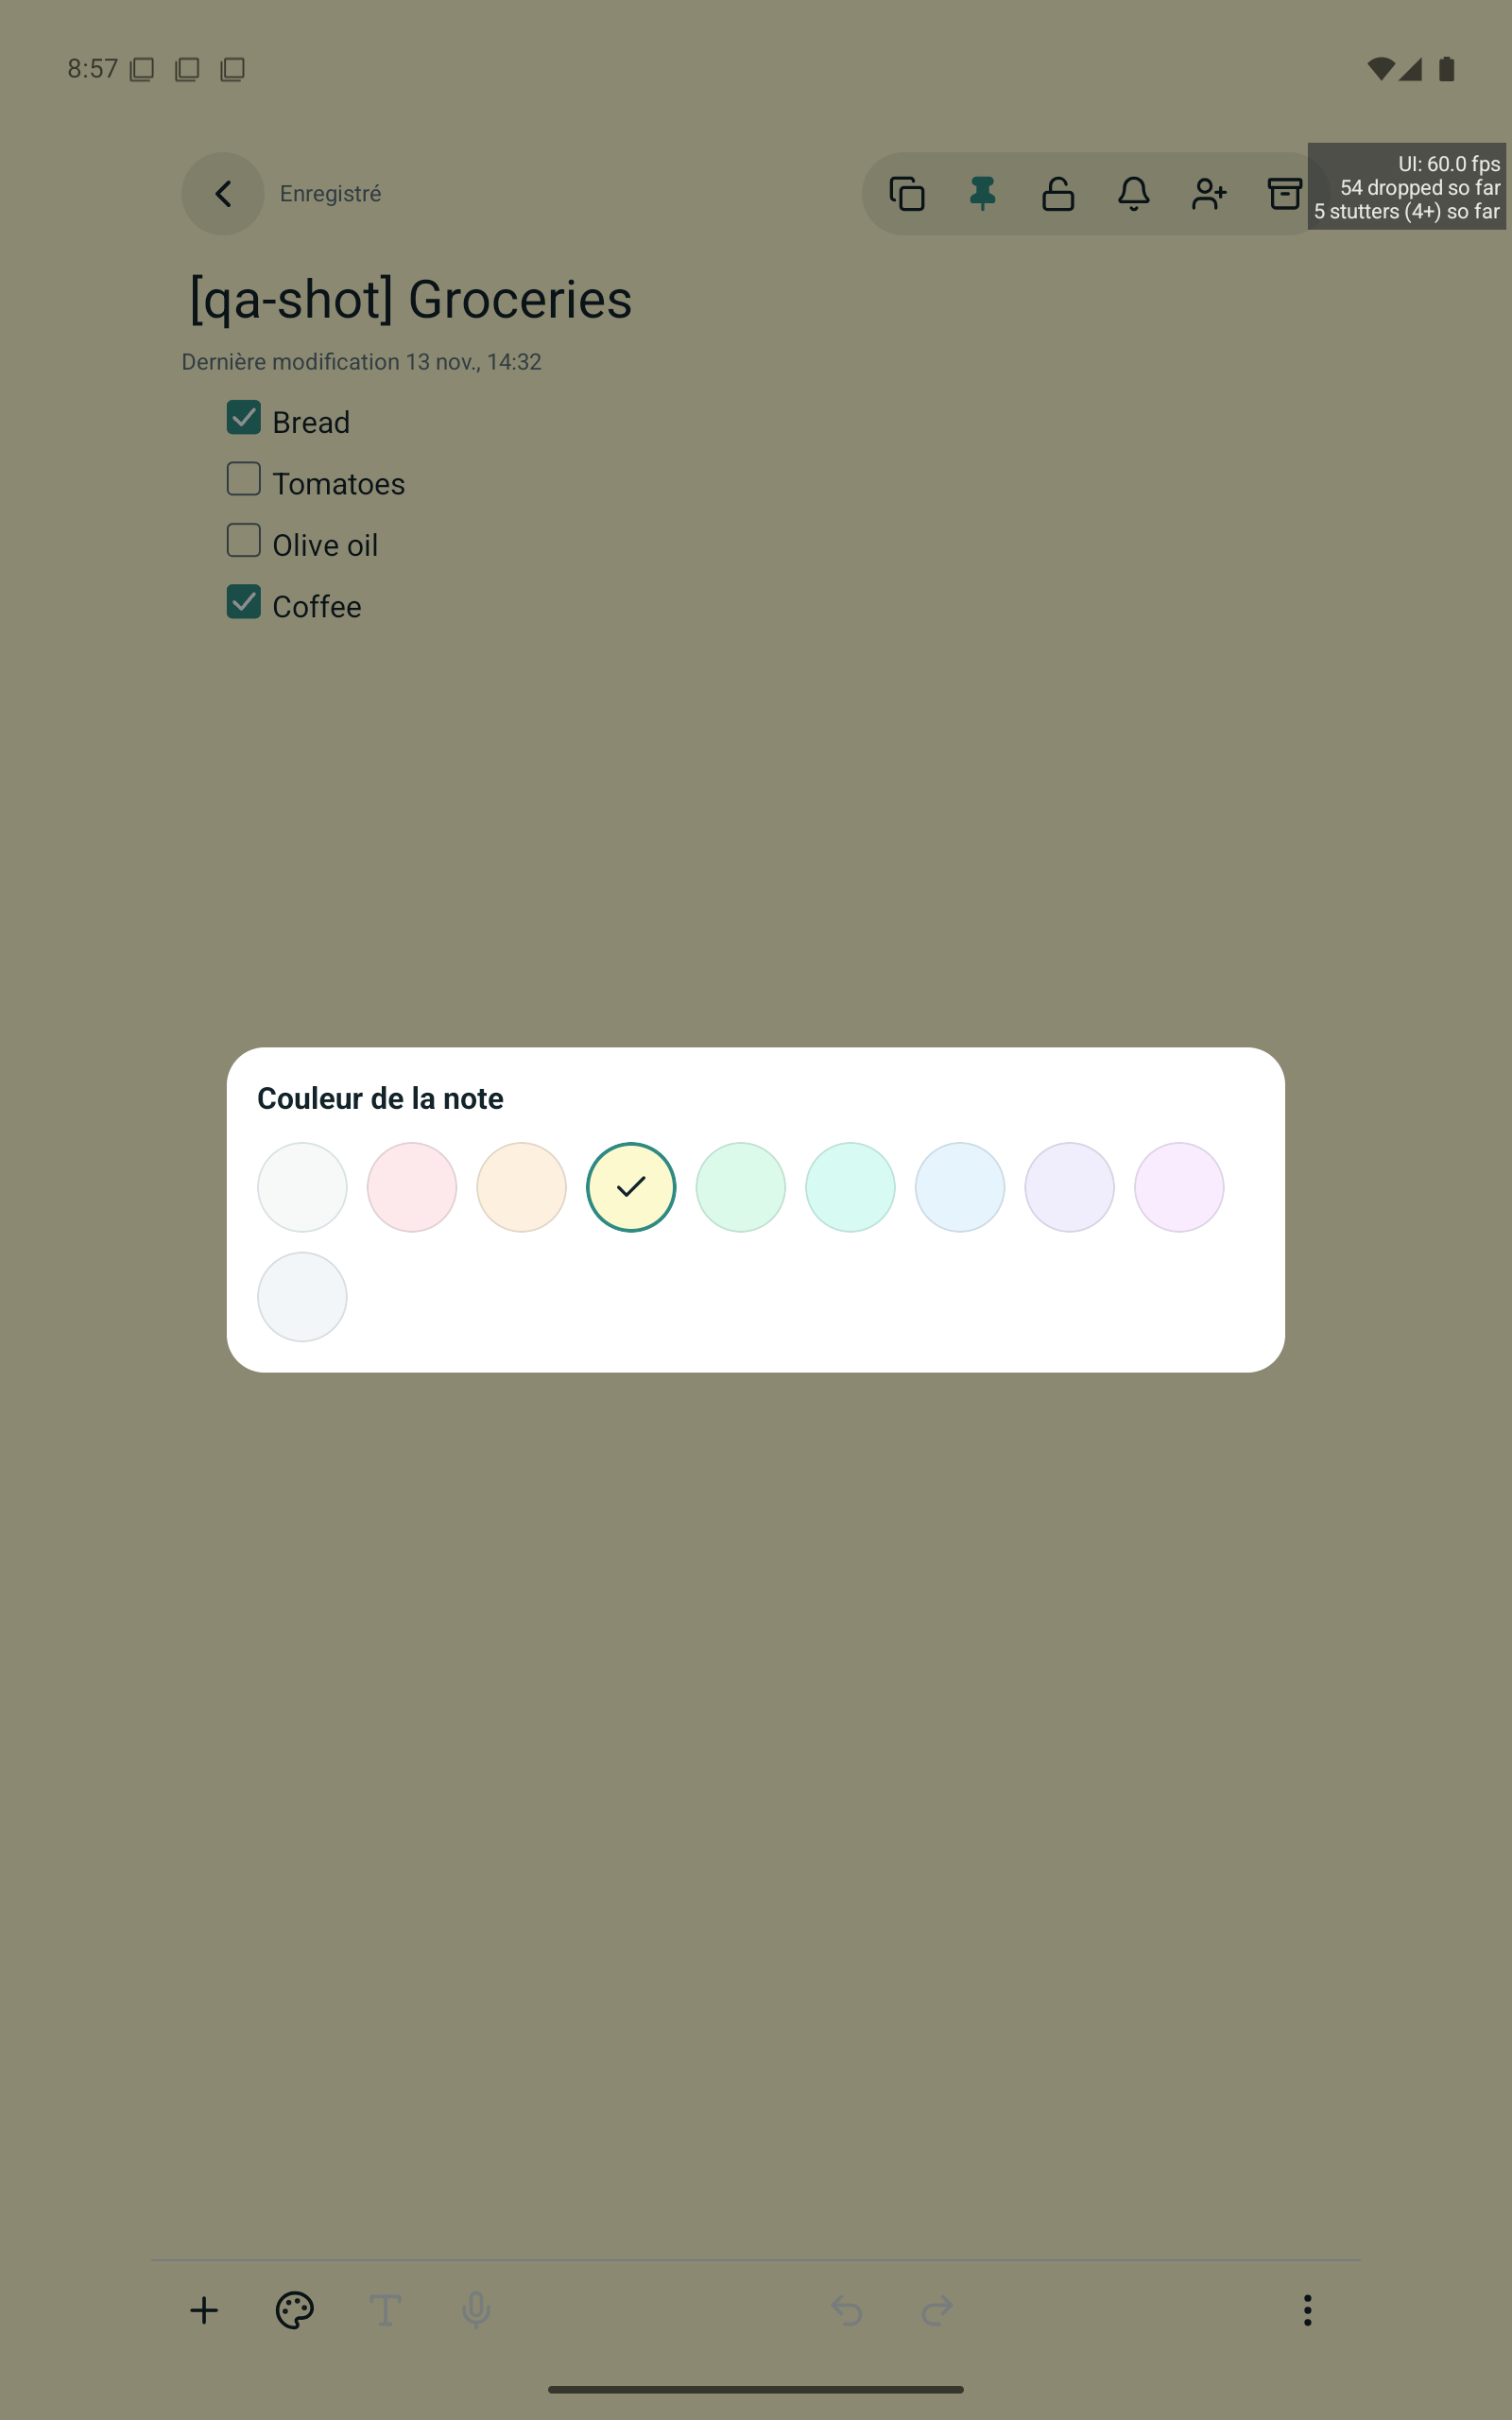 8:57
Enregistré
UI: 60.0 fps
54 dropped so far
5 stutters (4+) so far
[qa-shot] Groceries
Dernière modification 13 nov., 14:32
Bread
Tomatoes
Olive oil
Coffee
Couleur de la note